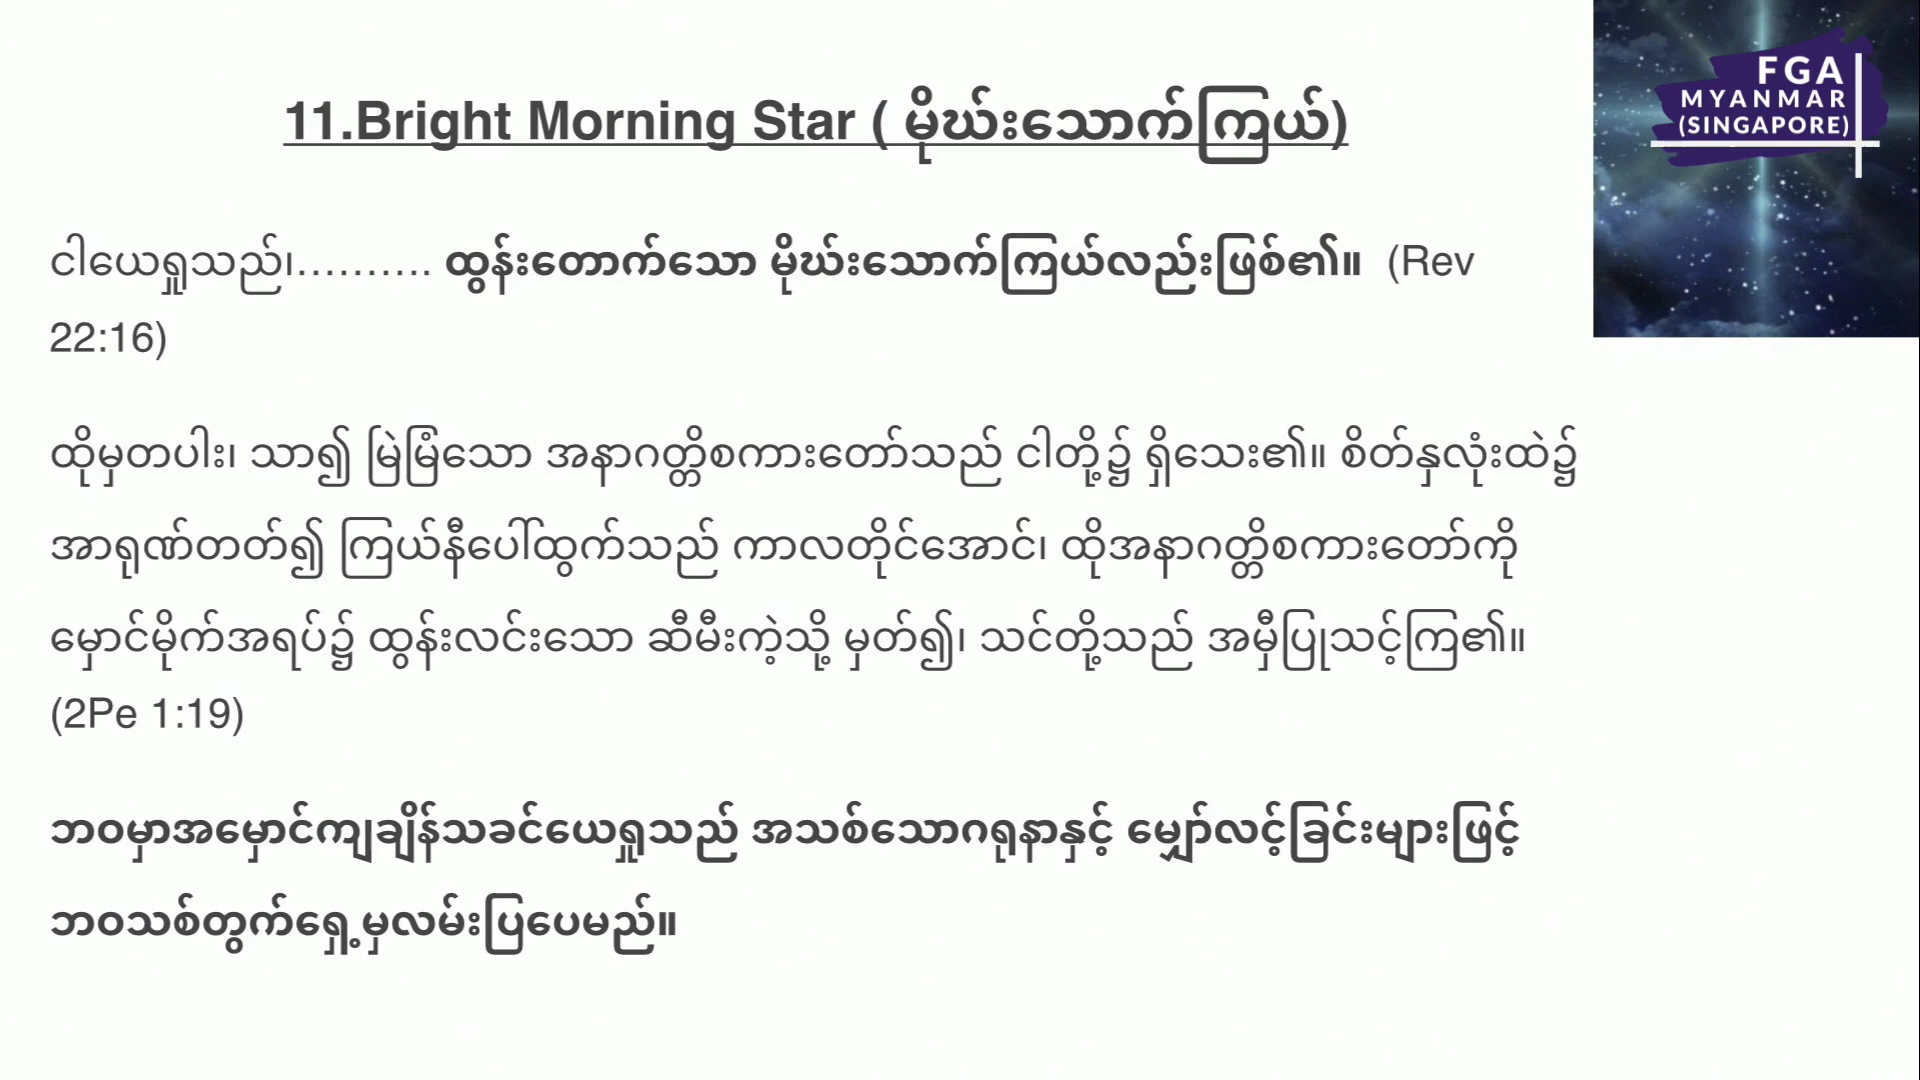 11.Bright Morning Star ( မိုဃ်းသောက်ကြယ်)
FGA
MYANMAR
(SINGAPORE)
ငါယေရှုသည်၊.......... ထွန်းတောက်သော မိုဃ်းသောက်ကြယ်လည်းဖြစ်၏။ (Rev
22:16)
ထိုမှတပါး၊ သာ၍ မြဲမြံသော အနာဂတ္တိစကားတော်သည် ငါတို့၌ ရှိသေး၏။ စိတ်နှလုံးထဲ၌
အာရုဏ်တတ်၍ ကြယ်နီပေါ်ထွက်သည် ကာလတိုင်အောင်၊ ထိုအနာဂတ္တိစကားတော်ကို
မှောင်မိုက်အရပ်၌ ထွန်းလင်းသော ဆီမီးကဲ့သို့ မှတ်၍၊ သင်တို့သည် အမှီပြုသင့်ကြ၏။
(2Pe 1:19)
ဘဝမှာအမှောင်ကျချိန်သခင်ယေရှုသည် အသစ်သောဂရုနာနှင့် မျှော်လင့်ခြင်းများဖြင့်
ဘဝသစ်တွက်ရှေ့မှလမ်းပြပေမည်။